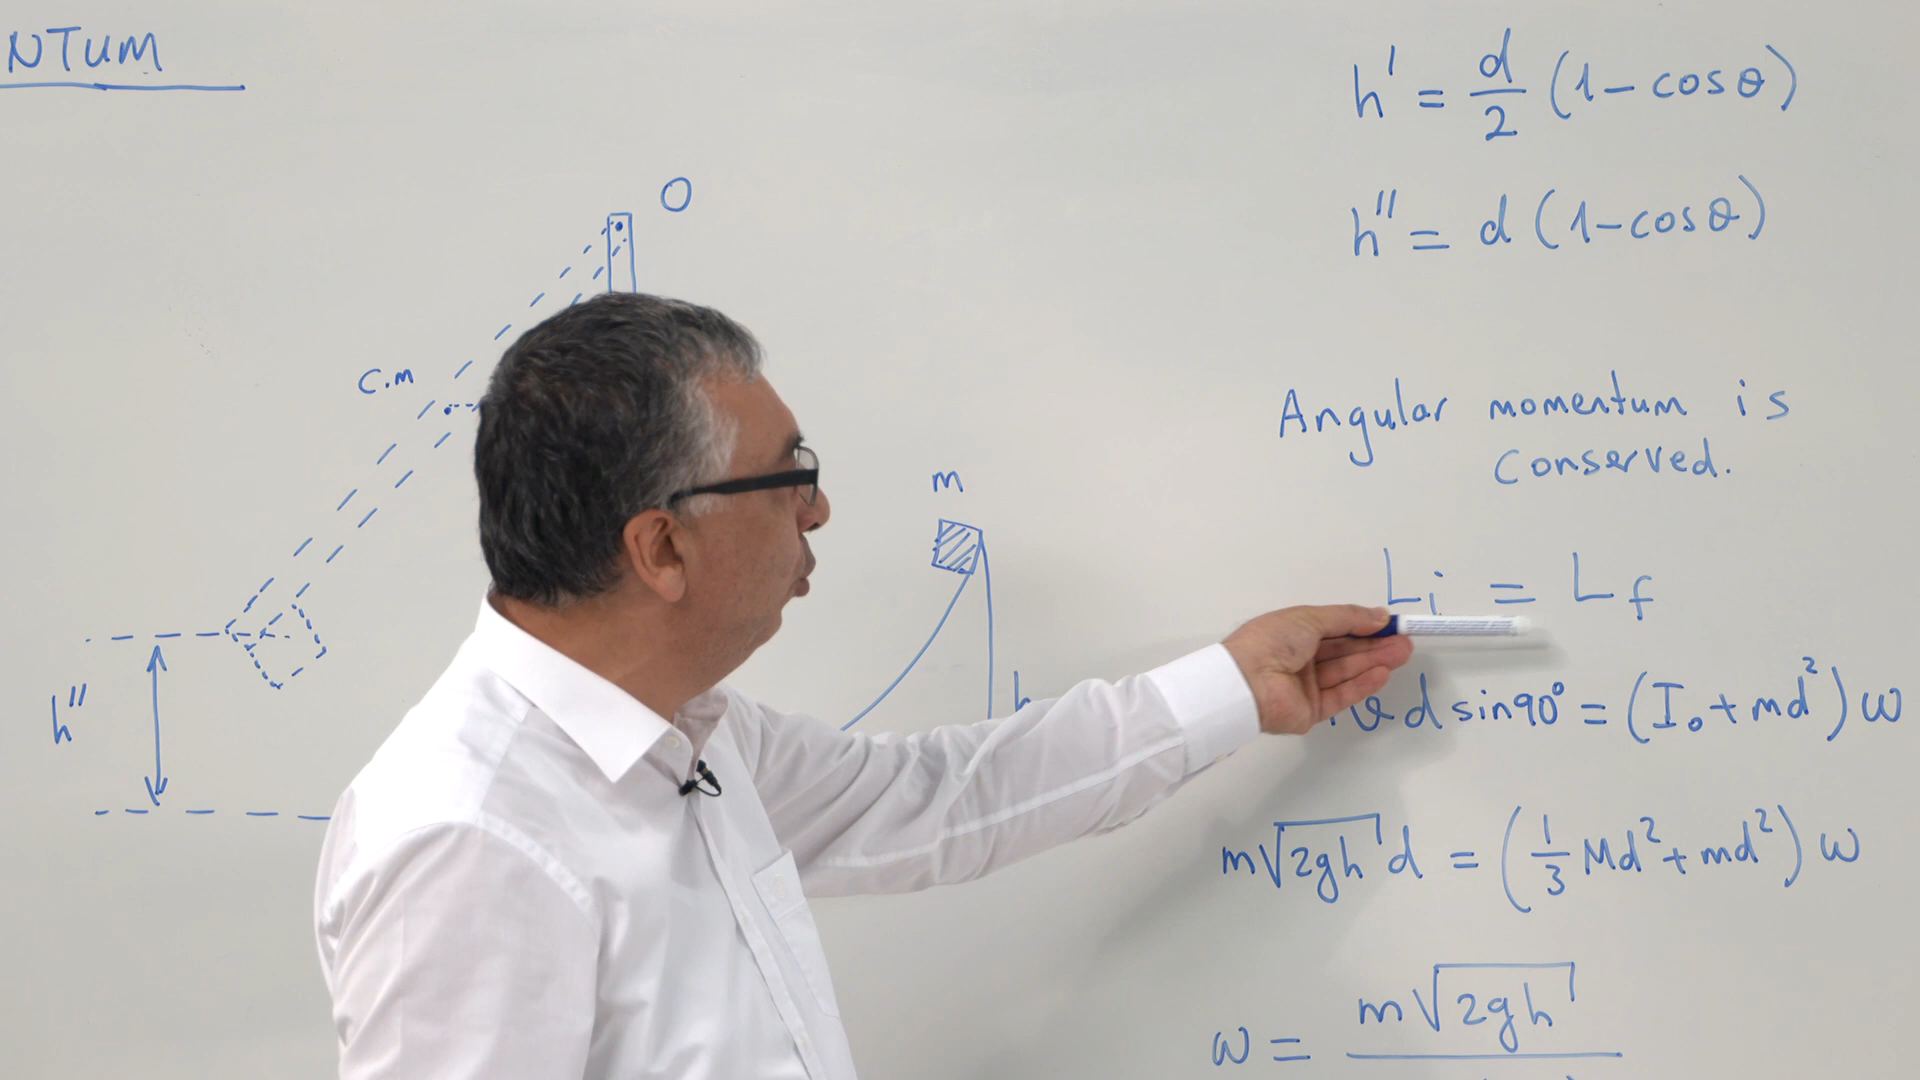 NTUM
O
C.m
h''
m
h
h' = d/2 (1 - cosθ)
h'' = d (1 - cosθ)
Angular momentum is
conserved.
Li = Lf
v d sin90° = (I₀ + md²) ω
m√2gh d = (1/3 Md² + md²) ω
ω = m√2gh